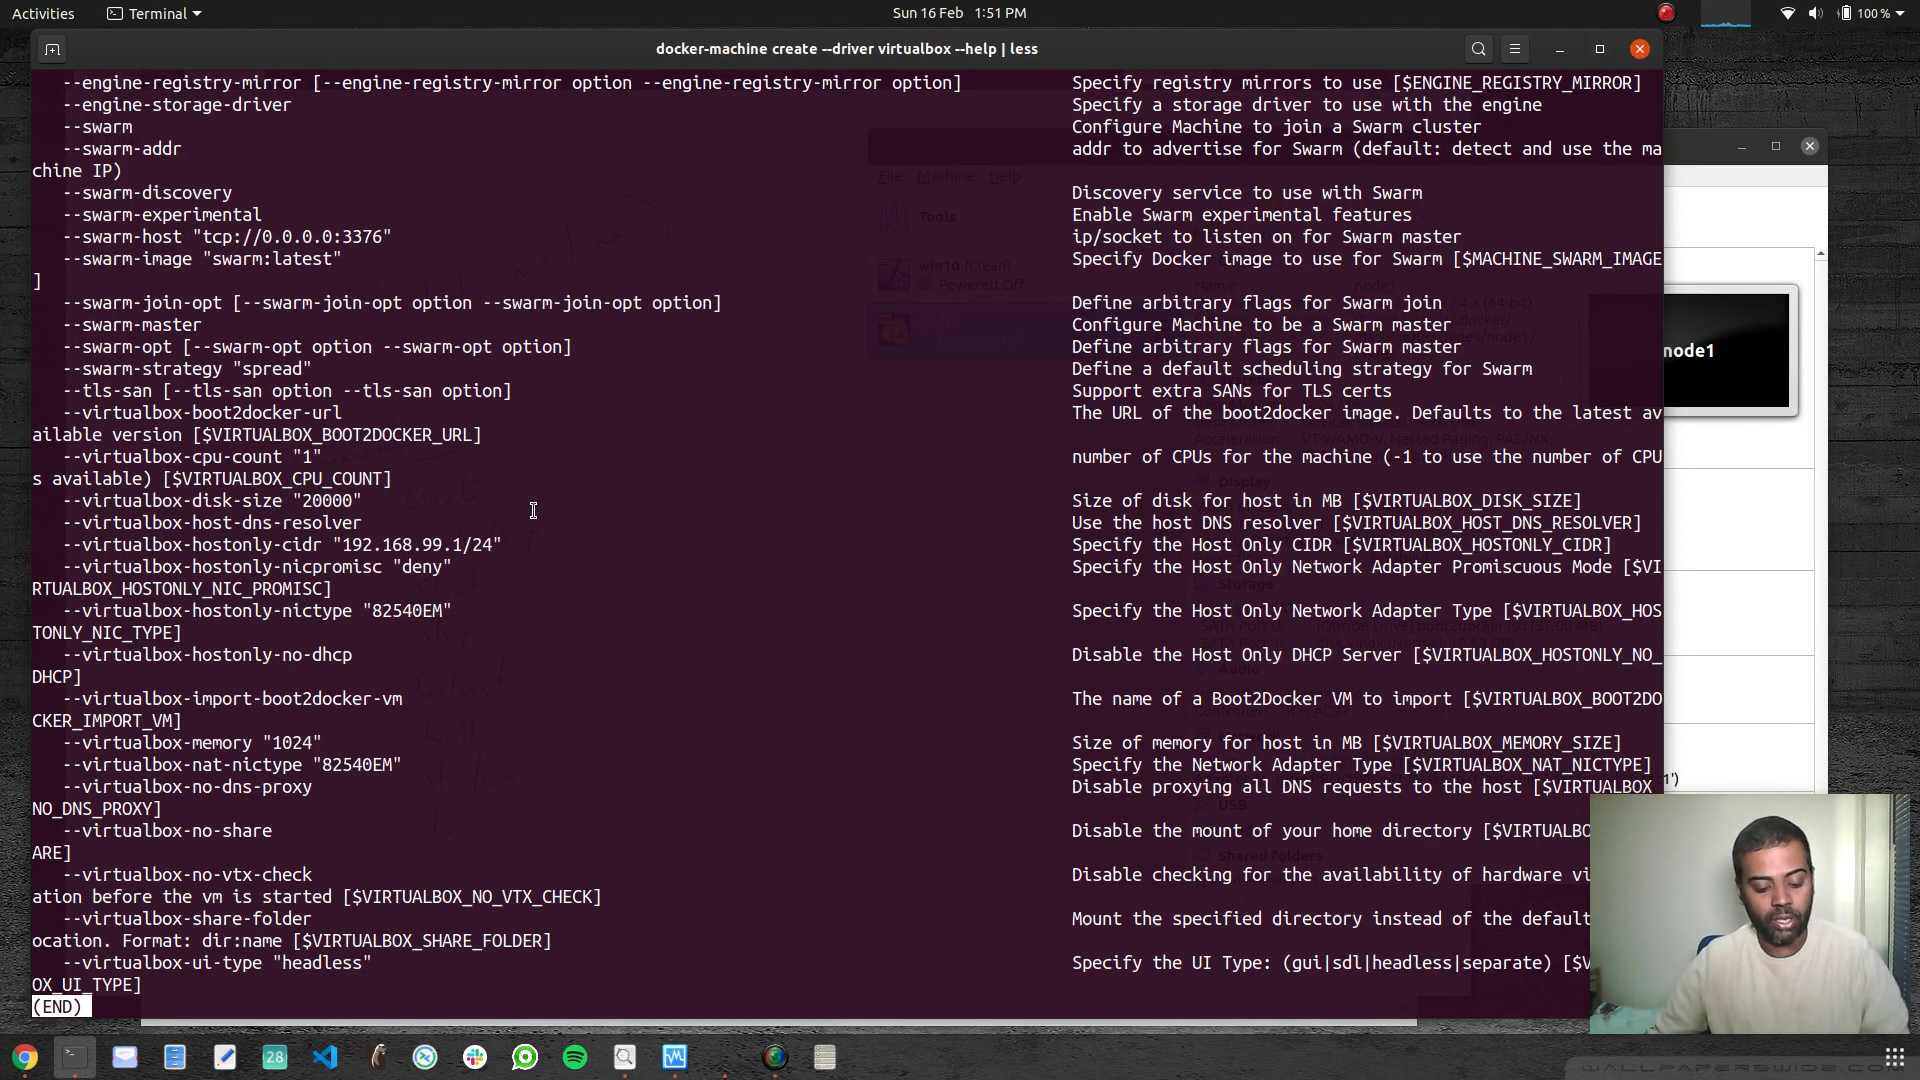 Activities Terminal Sun 16 Feb 1:51 PM 100 %
docker-machine create --driver virtualbox --help | less
--engine-registry-mirror [--engine-registry-mirror option --engine-registry-mirror option] Specify registry mirrors to use [$ENGINE_REGISTRY_MIRROR]
--engine-storage-driver Specify a storage driver to use with the engine
--swarm Configure Machine to join a Swarm cluster
--swarm-addr addr to advertise for Swarm (default: detect and use the ma
chine IP)
--swarm-discovery Discovery service to use with Swarm
--swarm-experimental Enable Swarm experimental features
--swarm-host "tcp://0.0.0.0:3376" ip/socket to listen on for Swarm master
--swarm-image "swarm:latest" Specify Docker image to use for Swarm [$MACHINE_SWARM_IMAGE
]
--swarm-join-opt [--swarm-join-opt option --swarm-join-opt option] Define arbitrary flags for Swarm join
--swarm-master Configure Machine to be a Swarm master
--swarm-opt [--swarm-opt option --swarm-opt option] Define arbitrary flags for Swarm master
--swarm-strategy "spread" Define a default scheduling strategy for Swarm
--tls-san [--tls-san option --tls-san option] Support extra SANs for TLS certs
--virtualbox-boot2docker-url The URL of the boot2docker image. Defaults to the latest av
ailable version [$VIRTUALBOX_BOOT2DOCKER_URL]
--virtualbox-cpu-count "1" number of CPUs for the machine (-1 to use the number of CPU
s available) [$VIRTUALBOX_CPU_COUNT]
--virtualbox-disk-size "20000" Size of disk for host in MB [$VIRTUALBOX_DISK_SIZE]
--virtualbox-host-dns-resolver Use the host DNS resolver [$VIRTUALBOX_HOST_DNS_RESOLVER]
--virtualbox-hostonly-cidr "192.168.99.1/24" Specify the Host Only CIDR [$VIRTUALBOX_HOSTONLY_CIDR]
--virtualbox-hostonly-nicpromisc "deny" Specify the Host Only Network Adapter Promiscuous Mode [$VI
RTUALBOX_HOSTONLY_NIC_PROMISC]
--virtualbox-hostonly-nictype "82540EM" Specify the Host Only Network Adapter Type [$VIRTUALBOX_HOS
TONLY_NIC_TYPE]
--virtualbox-hostonly-no-dhcp Disable the Host Only DHCP Server [$VIRTUALBOX_HOSTONLY_NO_
DHCP]
--virtualbox-import-boot2docker-vm The name of a Boot2Docker VM to import [$VIRTUALBOX_BOOT2DO
CKER_IMPORT_VM]
--virtualbox-memory "1024" Size of memory for host in MB [$VIRTUALBOX_MEMORY_SIZE]
--virtualbox-nat-nictype "82540EM" Specify the Network Adapter Type [$VIRTUALBOX_NAT_NICTYPE]
--virtualbox-no-dns-proxy Disable proxying all DNS requests to the host [$VIRTUALBOX
NO_DNS_PROXY]
--virtualbox-no-share Disable the mount of your home directory [$VIRTUALBO
ARE]
--virtualbox-no-vtx-check Disable checking for the availability of hardware vi
ation before the vm is started [$VIRTUALBOX_NO_VTX_CHECK]
--virtualbox-share-folder Mount the specified directory instead of the default
ocation. Format: dir:name [$VIRTUALBOX_SHARE_FOLDER]
--virtualbox-ui-type "headless" Specify the UI Type: (gui|sdl|headless|separate) [$V
OX_UI_TYPE]
(END)
File Machine Help
Tools
win10 (Clean)
Powered Off
node1
Display
Storage
Audio
USB
Shared folders
28